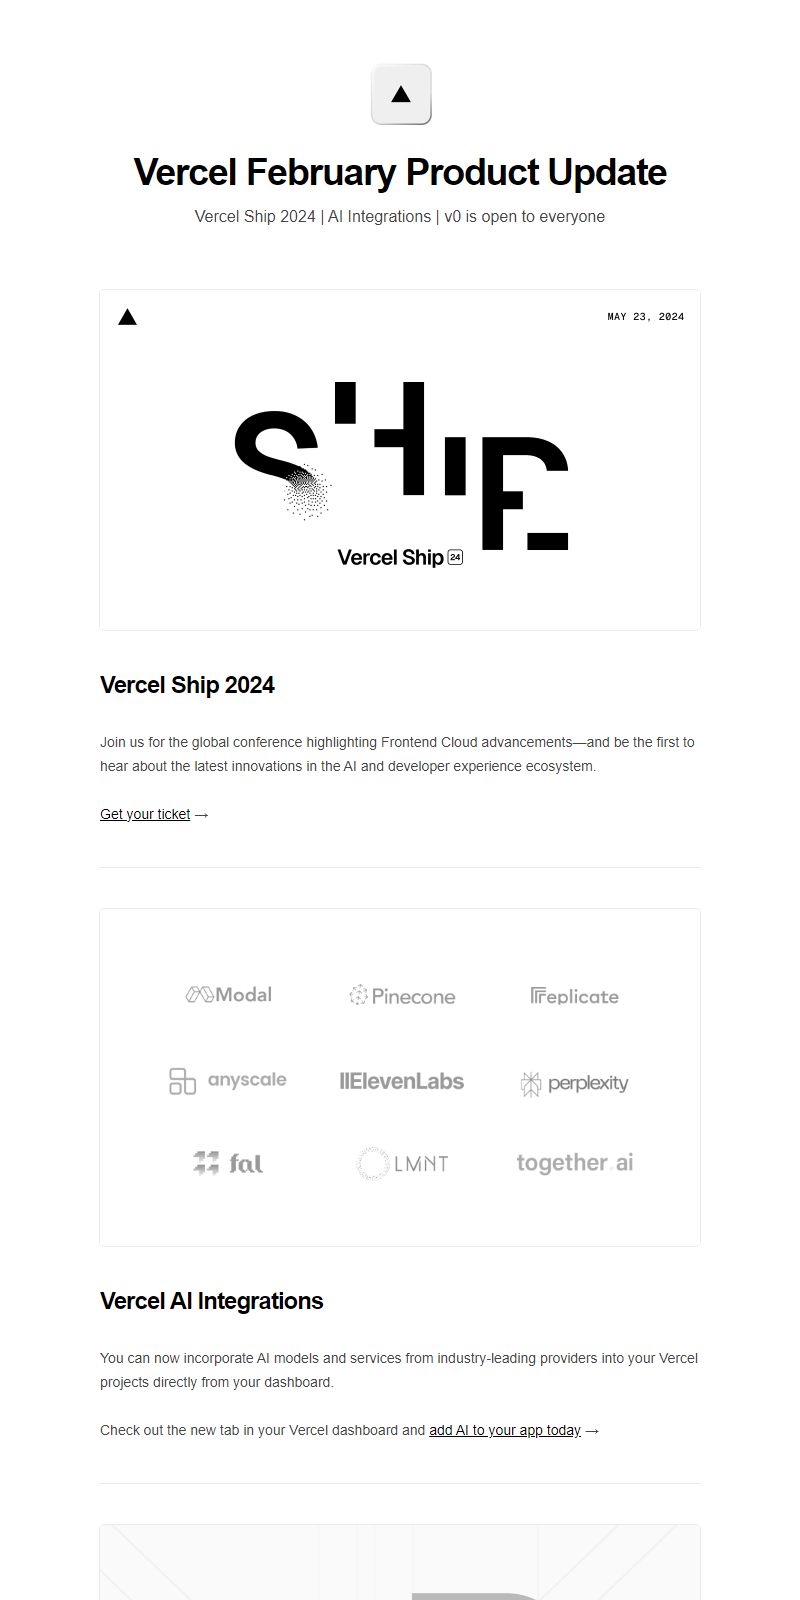 Vercel February Product Update
Vercel Ship 2024 | AI Integrations | v0 is open to everyone
MAY 23, 2024
SHIP
Vercel Ship 24
Vercel Ship 2024
Join us for the global conference highlighting Frontend Cloud advancements—and be the first to
hear about the latest innovations in the AI and developer experience ecosystem.
Get your ticket →
Modal Pinecone Replicate
anyscale IIElevenLabs perplexity
fal LMNT together.ai
Vercel AI Integrations
You can now incorporate AI models and services from industry-leading providers into your Vercel
projects directly from your dashboard.
Check out the new tab in your Vercel dashboard and add AI to your app today →